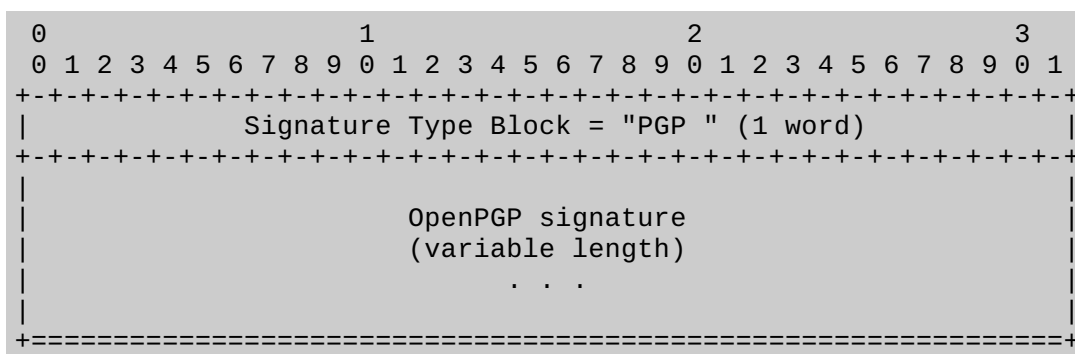 0                   1                   2                   3
 0 1 2 3 4 5 6 7 8 9 0 1 2 3 4 5 6 7 8 9 0 1 2 3 4 5 6 7 8 9 0 1
+-+-+-+-+-+-+-+-+-+-+-+-+-+-+-+-+-+-+-+-+-+-+-+-+-+-+-+-+-+-+-+-+
|             Signature Type Block = "PGP " (1 word)            |
+-+-+-+-+-+-+-+-+-+-+-+-+-+-+-+-+-+-+-+-+-+-+-+-+-+-+-+-+-+-+-+-+
|                                                               |
|                       OpenPGP signature                       |
|                       (variable length)                       |
|                             . . .                             |
|                                                               |
+===============================================================+